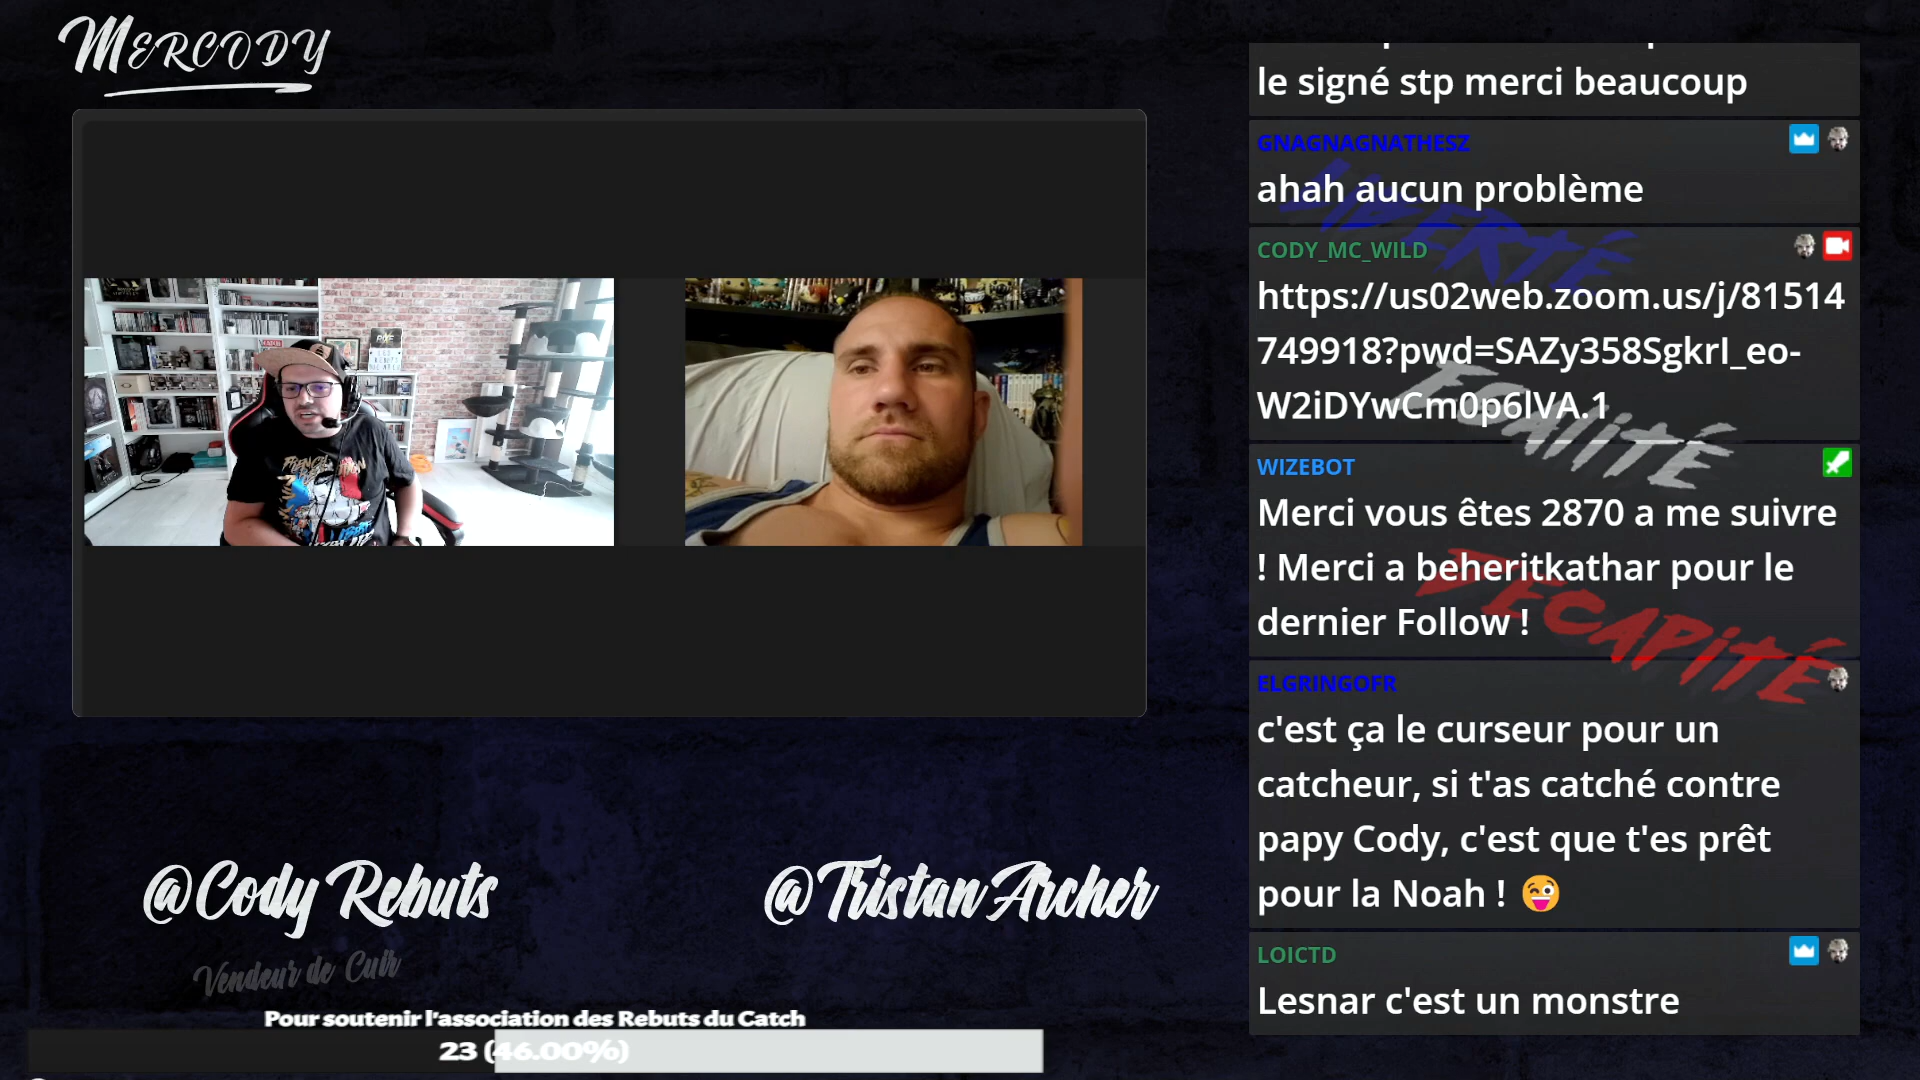 MERCODY
le signé stp merci beaucoup
GNAGNAGNATHESZ
ahah aucun problème
CODY_MC_WILD
https://us02web.zoom.us/j/81514
749918?pwd=SAZy358SgkrI_eo-
W2iDYwCm0p6lVA.1
WIZEBOT
Merci vous êtes 2870 a me suivre
! Merci a beheritkathar pour le
dernier Follow !
ELGRINGOFR
c'est ça le curseur pour un
catcheur, si t'as catché contre
papy Cody, c'est que t'es prêt
pour la Noah ! 😜
LOICTD
Lesnar c'est un monstre
LIBERTÉ
EGALITÉ
DECAPITÉ
@Cody Rebuts
@Tristan Archer
Vendeur de Cuir
Pour soutenir l'association des Rebuts du Catch
23 (46.00%)